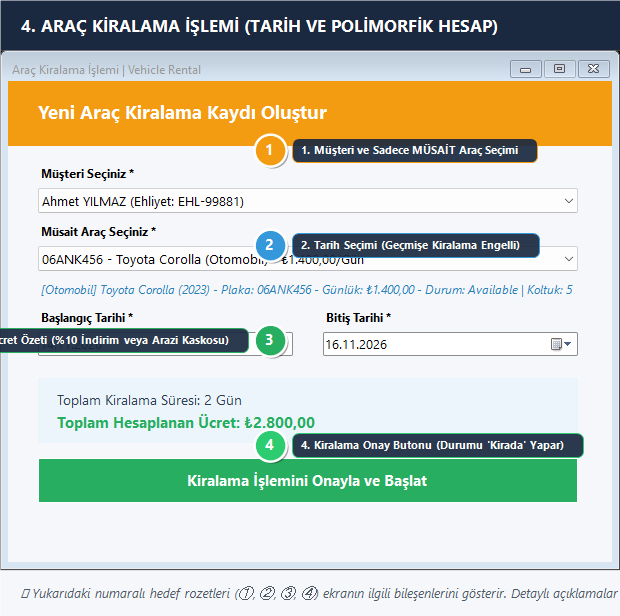 4. ARAÇ KİRALAMA İŞLEMİ (TARİH VE POLİMORFİK HESAP)
Araç Kiralama İşlemi | Vehicle Rental
Yeni Araç Kiralama Kaydı Oluştur
1 1. Müşteri ve Sadece MÜSAİT Araç Seçimi
Müşteri Seçiniz *
Ahmet YILMAZ (Ehliyet: EHL-99881)
Müsait Araç Seçiniz *
2 2. Tarih Seçimi (Geçmişe Kiralama Engelli)
06ANK456 - Toyota Corolla (Otomobil) - ₺1.400,00/Gün
[Otomobil] Toyota Corolla (2023) - Plaka: 06ANK456 - Günlük: ₺1.400,00 - Durum: Available | Koltuk: 5
Başlangıç Tarihi * Bitiş Tarihi *
Özeti (%10 İndirim veya Arazi Kaskosu) 3
16.11.2026
Toplam Kiralama Süresi: 2 Gün
Toplam Hesaplanan Ücret: ₺2.800,00
4 4. Kiralama Onay Butonu (Durumu 'Kirada' Yapar)
Kiralama İşlemini Onayla ve Başlat
Yukarıdaki numaralı hedef rozetleri (①, ②, ③, ④) ekranın ilgili bileşenlerini gösterir. Detaylı açıklamalar